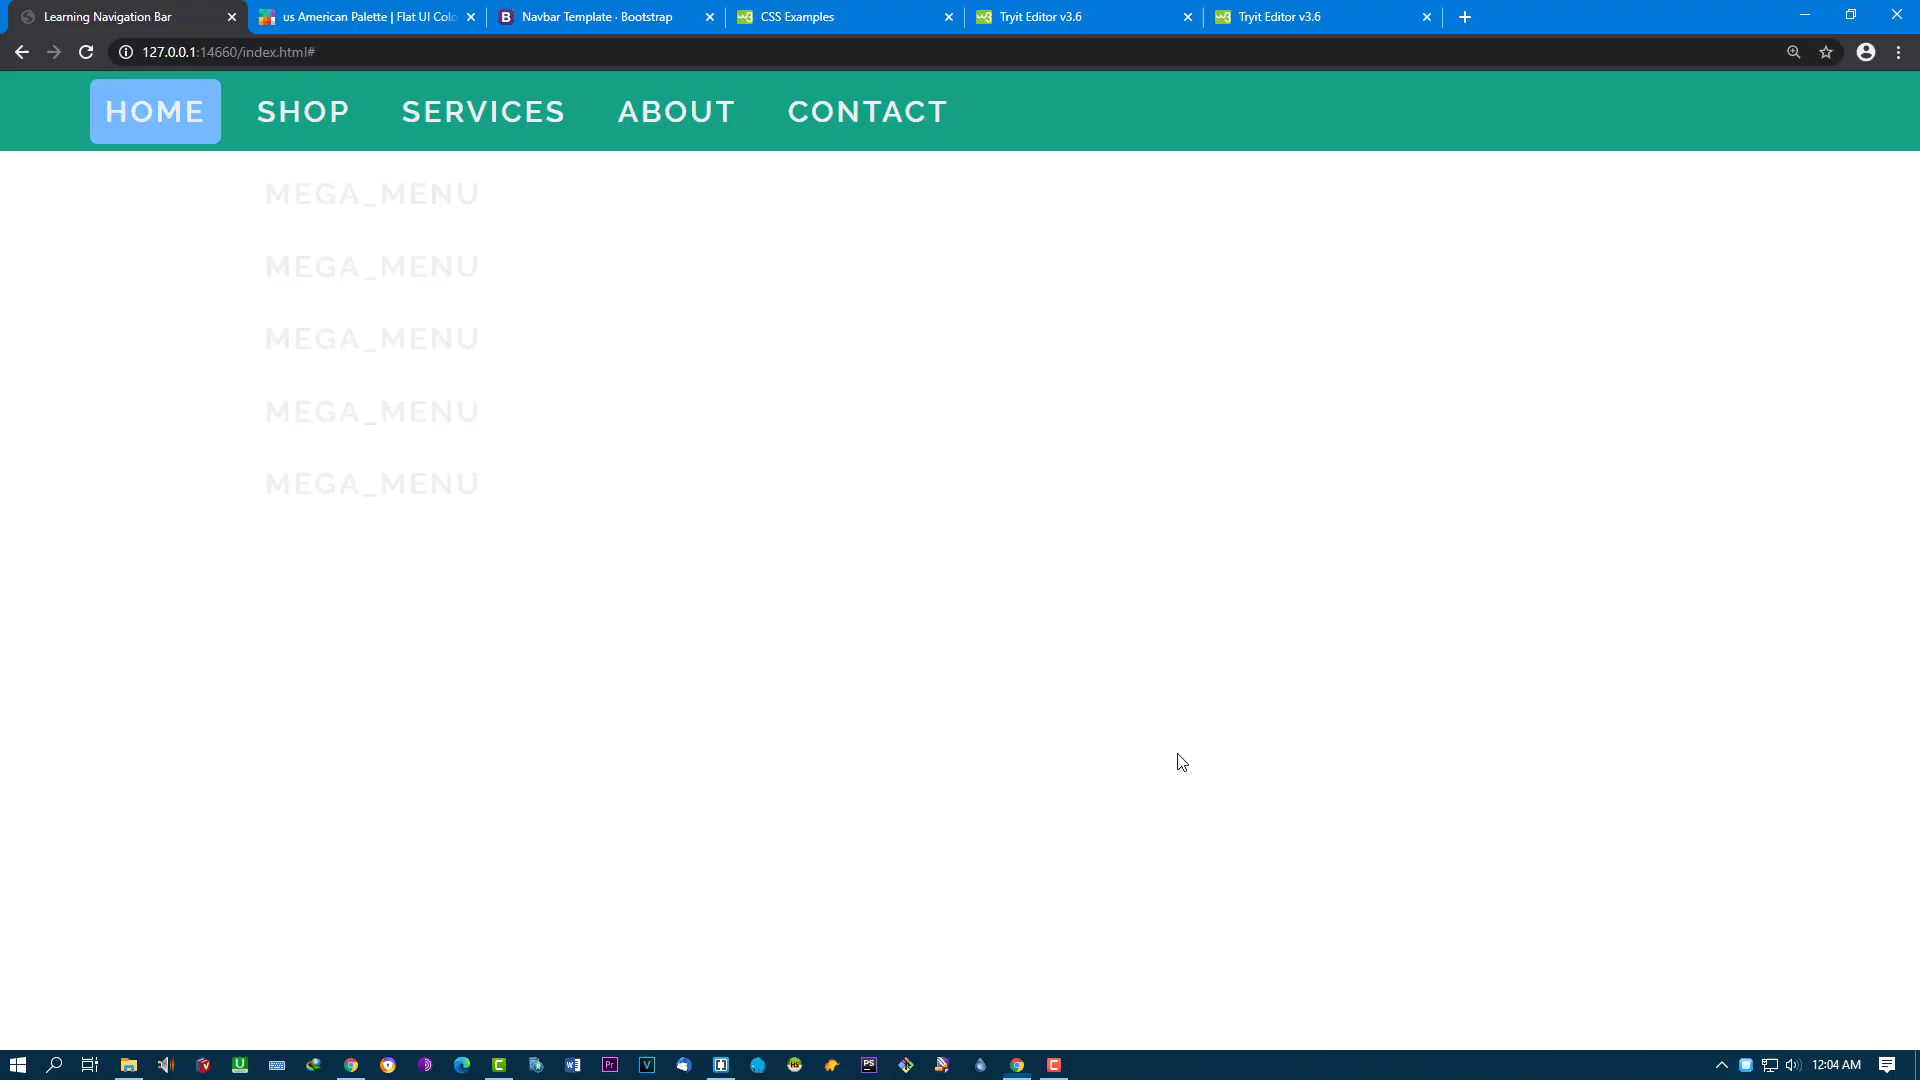 Learning Navigation Bar
us American Palette | Flat UI Colo
Navbar Template · Bootstrap
CSS Examples
Tryit Editor v3.6
Tryit Editor v3.6
127.0.0.1:14660/index.html#
HOME SHOP SERVICES ABOUT CONTACT
MEGA_MENU
MEGA_MENU
MEGA_MENU
MEGA_MENU
MEGA_MENU
12:04 AM